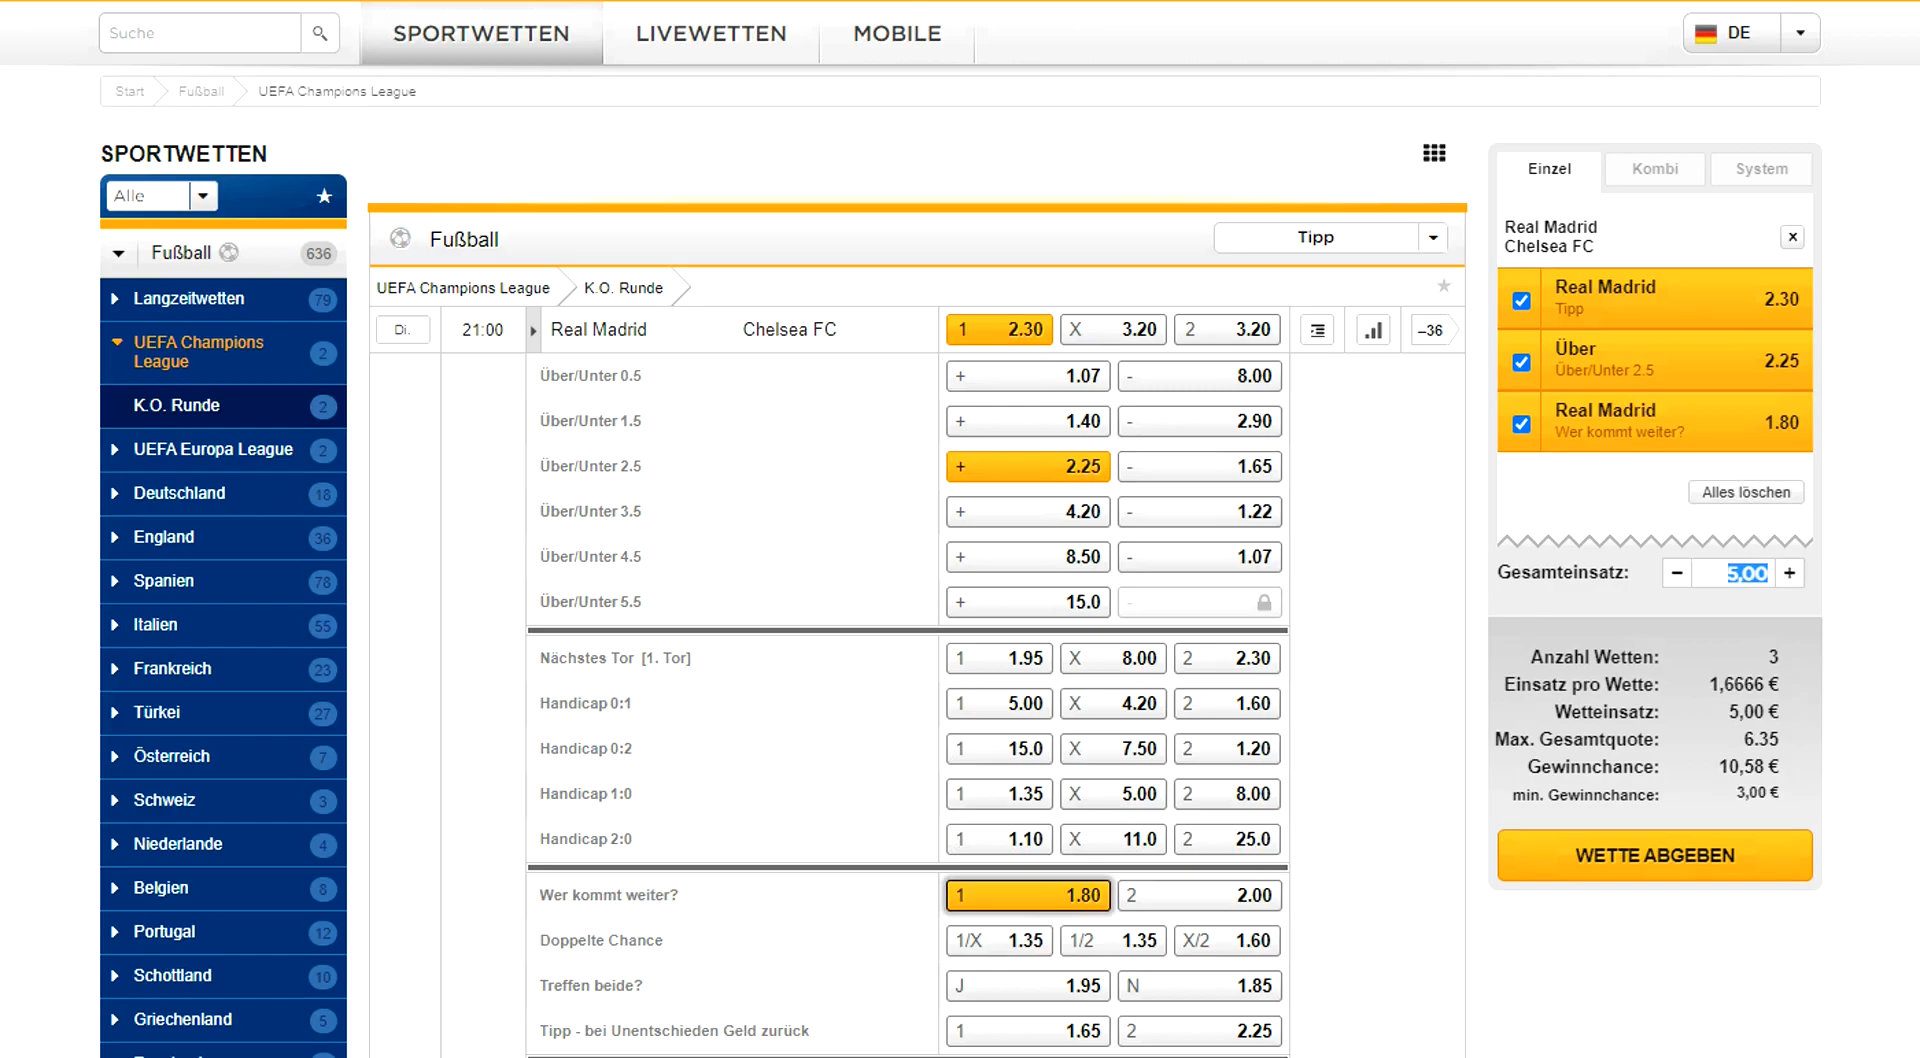 Suche
SPORTWETTEN
LIVEWETTEN
MOBILE
DE
Start
Fußball
UEFA Champions League
SPORTWETTEN
Alle
Fußball 636
Langzeitwetten 79
UEFA Champions
League 2
K.O. Runde 2
UEFA Europa League 2
Deutschland 18
England 36
Spanien 78
Italien 55
Frankreich 23
Türkei 27
Österreich 7
Schweiz 3
Niederlande 4
Belgien 8
Portugal 12
Schottland 10
Griechenland 5
Fußball
Tipp
UEFA Champions League
K.O. Runde
Di. 21:00 Real Madrid Chelsea FC 1 2.30 X 3.20 2 3.20 –36
Über/Unter 0.5 + 1.07 - 8.00
Über/Unter 1.5 + 1.40 - 2.90
Über/Unter 2.5 + 2.25 - 1.65
Über/Unter 3.5 + 4.20 - 1.22
Über/Unter 4.5 + 8.50 - 1.07
Über/Unter 5.5 + 15.0 -
Nächstes Tor [1. Tor] 1 1.95 X 8.00 2 2.30
Handicap 0:1 1 5.00 X 4.20 2 1.60
Handicap 0:2 1 15.0 X 7.50 2 1.20
Handicap 1:0 1 1.35 X 5.00 2 8.00
Handicap 2:0 1 1.10 X 11.0 2 25.0
Wer kommt weiter? 1 1.80 2 2.00
Doppelte Chance 1/X 1.35 1/2 1.35 X/2 1.60
Treffen beide? J 1.95 N 1.85
Tipp - bei Unentschieden Geld zurück 1 1.65 2 2.25
Einzel
Kombi
System
Real Madrid
Chelsea FC
x
Real Madrid 2.30
Tipp
Über 2.25
Über/Unter 2.5
Real Madrid 1.80
Wer kommt weiter?
Alles löschen
Gesamteinsatz: − 5,00 +
Anzahl Wetten: 3
Einsatz pro Wette: 1,6666 €
Wetteinsatz: 5,00 €
Max. Gesamtquote: 6.35
Gewinnchance: 10,58 €
min. Gewinnchance: 3,00 €
WETTE ABGEBEN